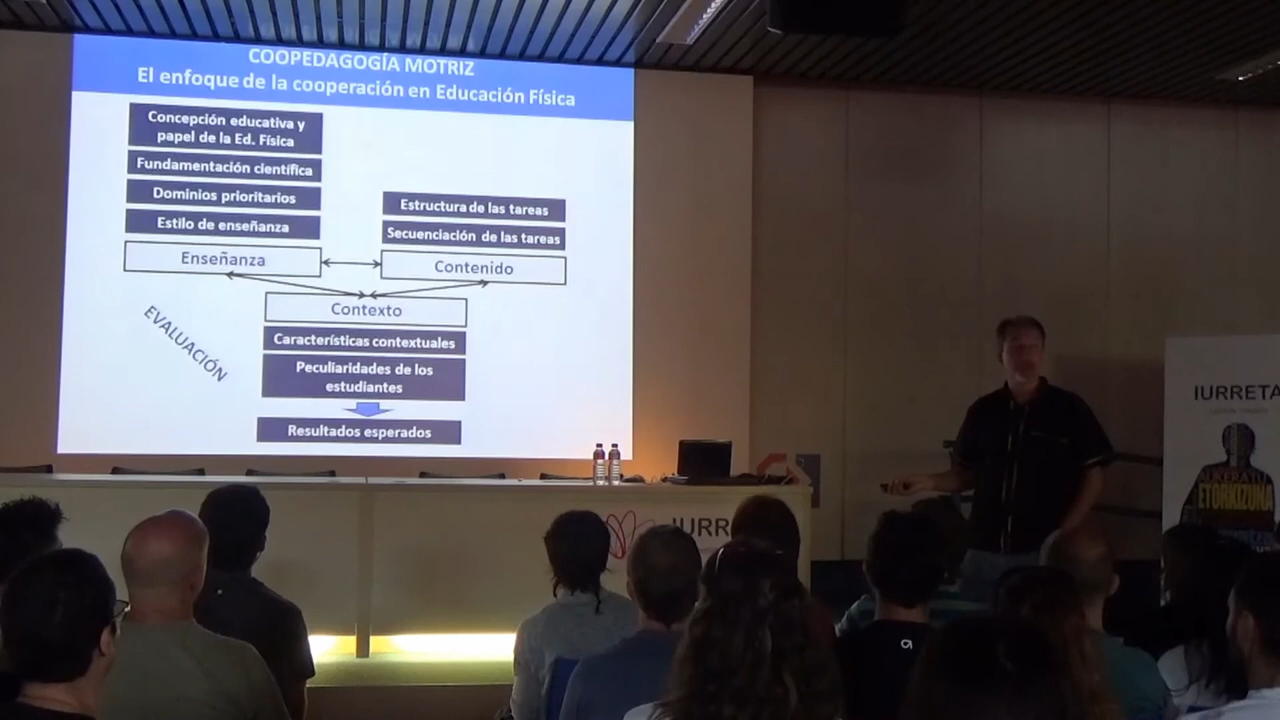 COOPEDAGOGÍA MOTRIZ
El enfoque de la cooperación en Educación Física
Concepción educativa y
papel de la Ed. Física
Fundamentación científica
Dominios prioritarios
Estilo de enseñanza
Enseñanza
Estructura de las tareas
Secuenciación de las tareas
Contenido
Contexto
Características contextuales
Peculiaridades de los
estudiantes
Resultados esperados
EVALUACIÓN
IURRETA
ETORKIZUNA
IURR